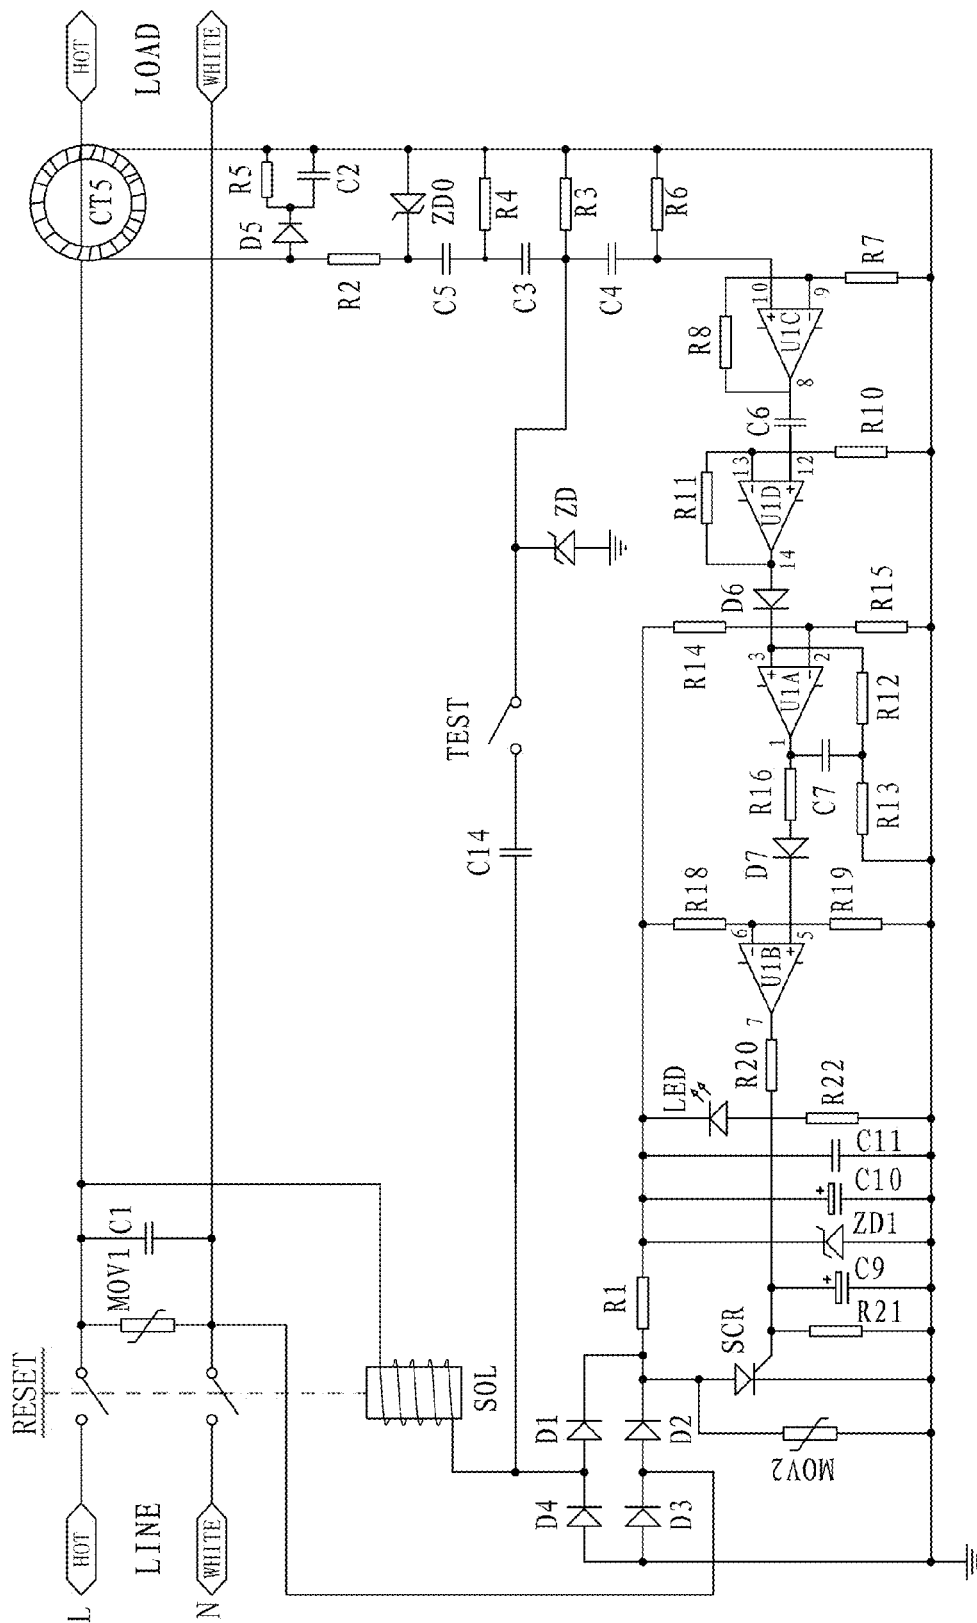 HOT
LOAD
WHITE
CT5
R5
C2
D5
ZD0
R2
C5
R4
C3
R3
C4
R6
10
9
R7
R8
U1C
+
-
8
C6
R10
13
12
R11
U1D
-
+
14
ZD
D6
R14
R15
3
2
U1A
+
-
1
R12
R16
C7
R13
D7
TEST
C14
R18
R19
6
5
U1B
-
+
7
R20
LED
R22
C11
+
C10
ZD1
+
C9
R21
R1
SCR
MOV2
C1
MOV1
RESET
SOL
D1
D2
D4
D3
L
HOT
LINE
N
WHITE